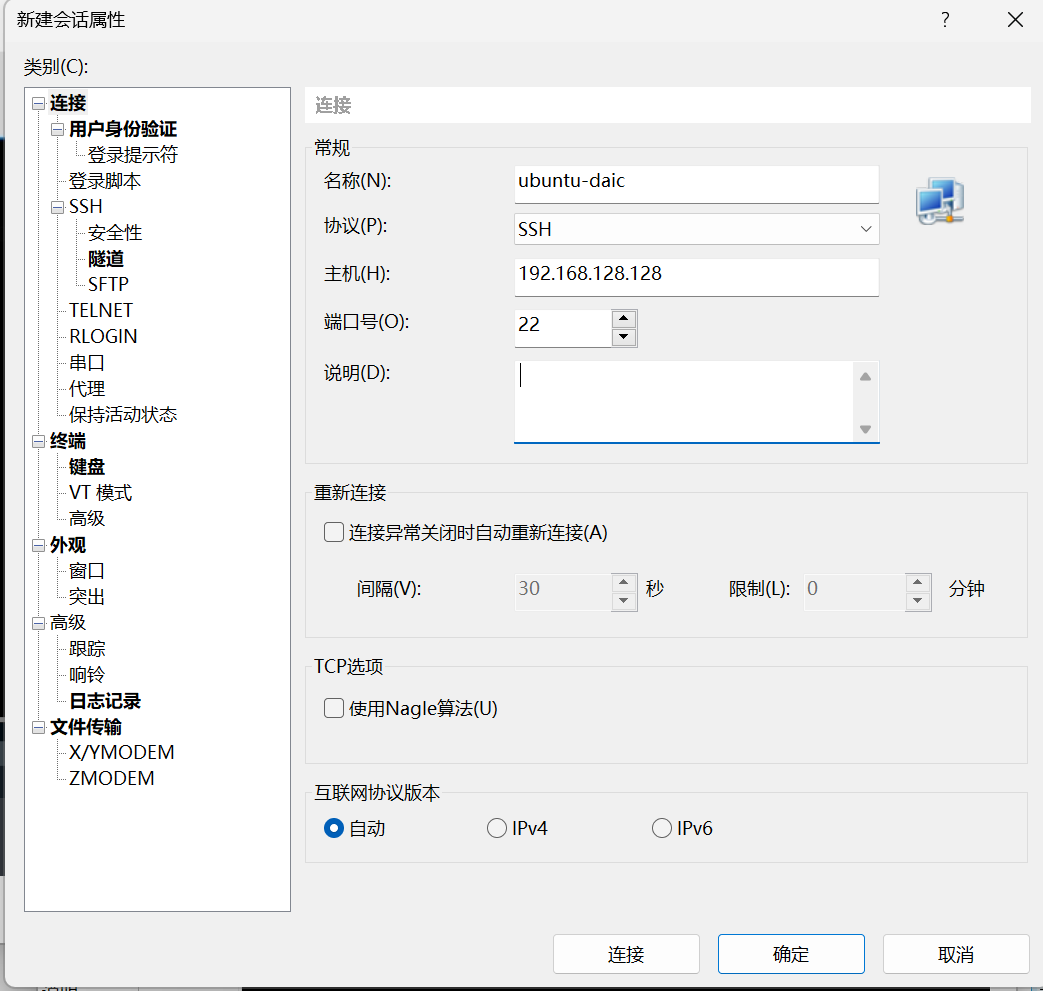 新建会话属性
?
类别(C):
连接
用户身份验证
登录提示符
登录脚本
SSH
安全性
隧道
SFTP
TELNET
RLOGIN
串口
代理
保持活动状态
终端
键盘
VT 模式
高级
外观
窗口
突出
高级
跟踪
响铃
日志记录
文件传输
X/YMODEM
ZMODEM
连接
常规
名称(N): ubuntu-daic
协议(P): SSH
主机(H): 192.168.128.128
端口号(O): 22
说明(D):
重新连接
连接异常关闭时自动重新连接(A)
间隔(V): 30 秒 限制(L): 0 分钟
TCP选项
使用Nagle算法(U)
互联网协议版本
自动 IPv4 IPv6
连接 确定 取消